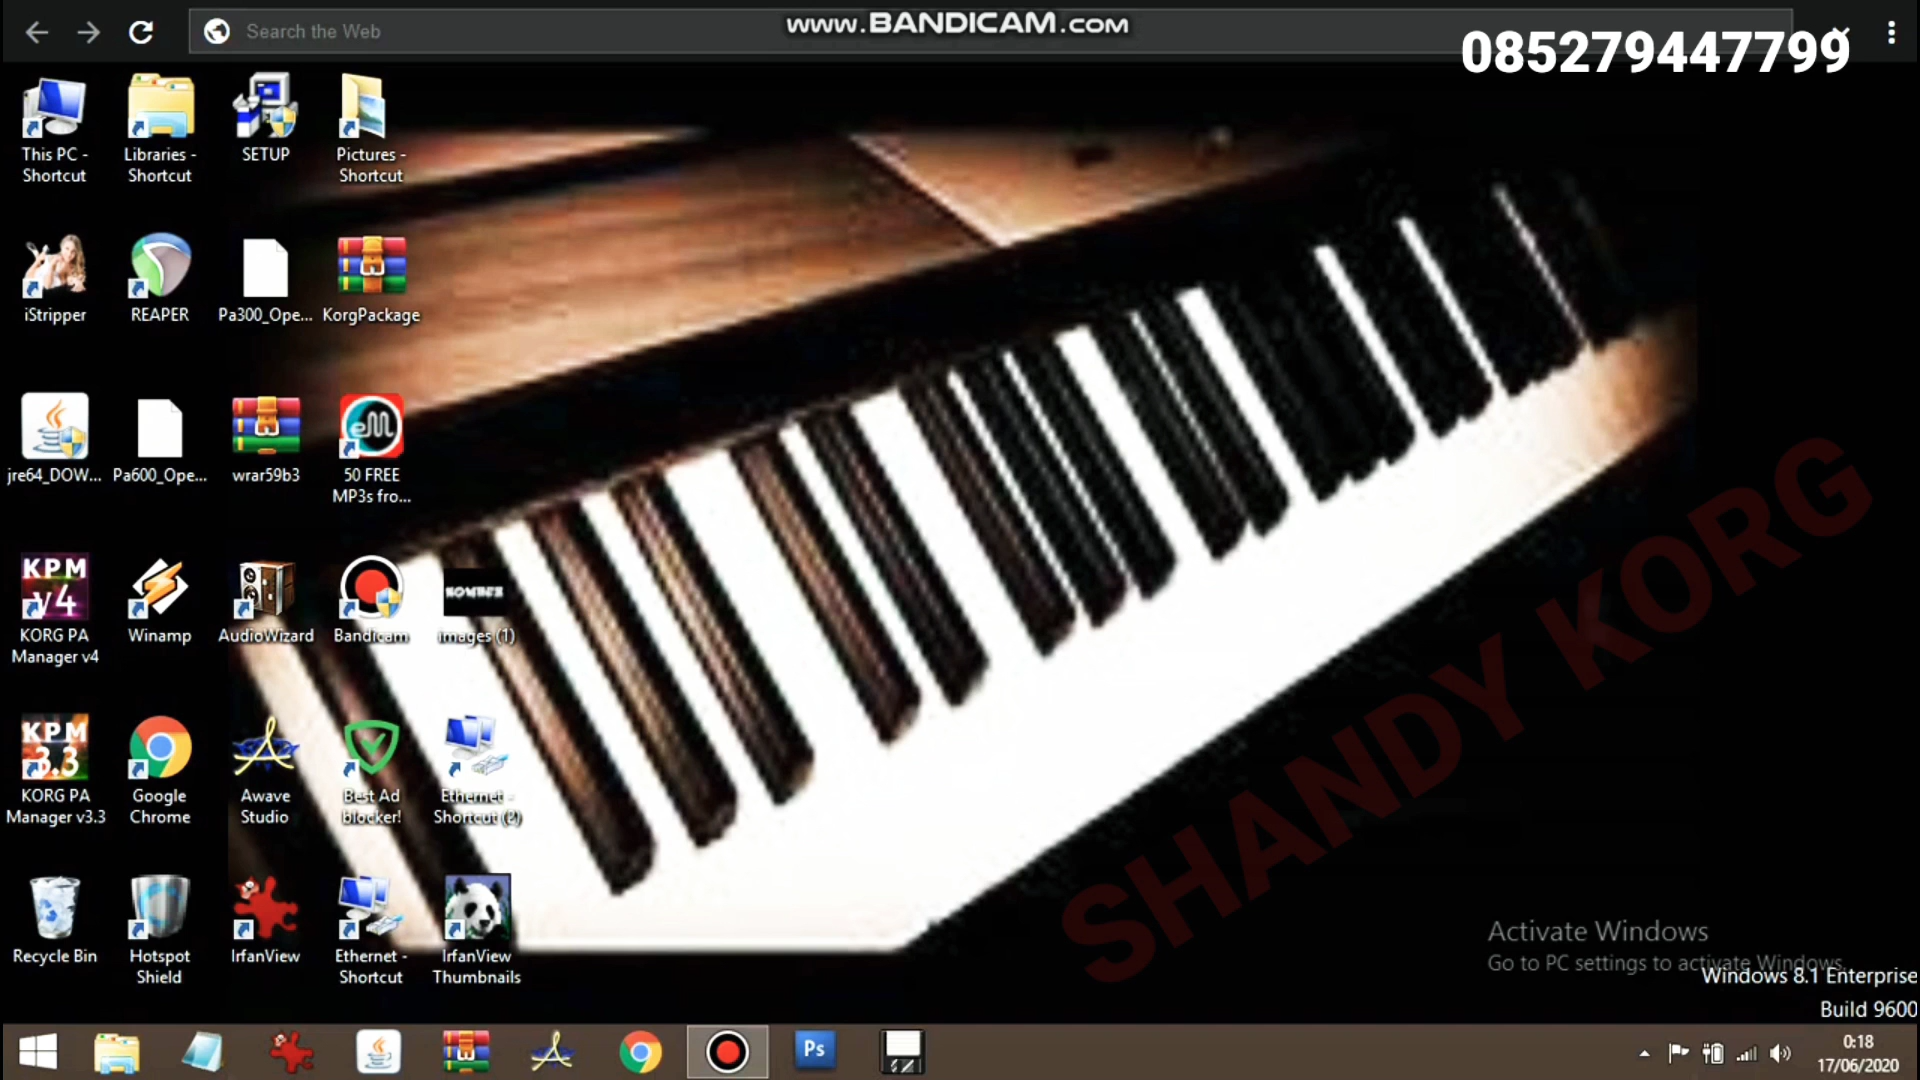 Search the Web
www.BANDICAM.COM
085279447799
This PC -
Shortcut
Libraries -
Shortcut
SETUP
Pictures -
Shortcut
iStripper
REAPER
Pa300_Ope...
KorgPackage
jre64_DOW...
Pa600_Ope...
wrar59b3
eM
50 FREE
MP3s fro...
KPM
v4
KORG PA
Manager v4
Winamp
AudioWizard
Bandicam
images (1)
KPM
3.3
KORG PA
Manager v3.3
Google
Chrome
Awave
Studio
Best Ad
blocker!
Ethernet -
Shortcut (2)
Recycle Bin
Hotspot
Shield
IrfanView
Ethernet -
Shortcut
IrfanView
Thumbnails
SHANDY KORG
Activate Windows
Go to PC settings to activate Windows.
Windows 8.1 Enterprise
Build 9600
Ps
0:18
17/06/2020